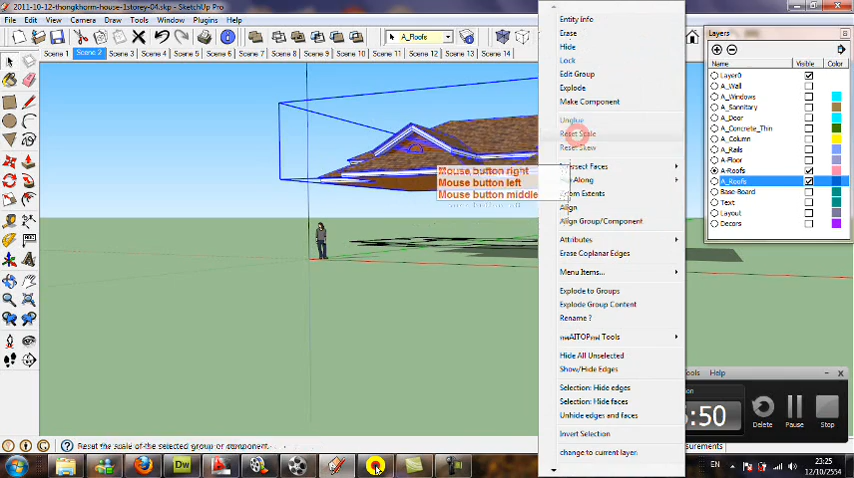 2011-10-12-thongkhorm-house-1storey-04.skp - SketchUp Pro
File Edit View Camera Draw Tools Window Plugins Help
A_Roofs
Scene 1 Scene 2 Scene 3 Scene 4 Scene 5 Scene 6 Scene 7 Scene 8 Scene 9 Scene 10 Scene 11 Scene 12 Scene 13 Scene 14
Entity Info
Erase
Hide
Lock
Edit Group
Explode
Make Component
Unglue
Reset Scale
Reset Skew
Intersect Faces
Along
Zoom Extents
Align
Align Group/Component
Attributes
Erase Coplanar Edges
Menu Items...
Explode to Groups
Explode Group Content
Rename ?
Tools
Hide All Unselected
Show/Hide Edges
Selection: Hide edges
Selection: Hide faces
Unhide edges and faces
Invert Selection
change to current layer
Mouse button right
Mouse button left
Mouse button middle
Layers
Name Visible Color
Layer0
A_Wall
A_Windows
A_Sannitary
A_Door
A_Concrete_Thin
A_Column
A_Rails
A-Floor
A-Roofs
A_Roofs
Base-Board
Text
Layout
Decors
Tools Help
:50
Delete Pause Stop
Reset the scale of the selected group or component.
EN
23:25
12/10/2554